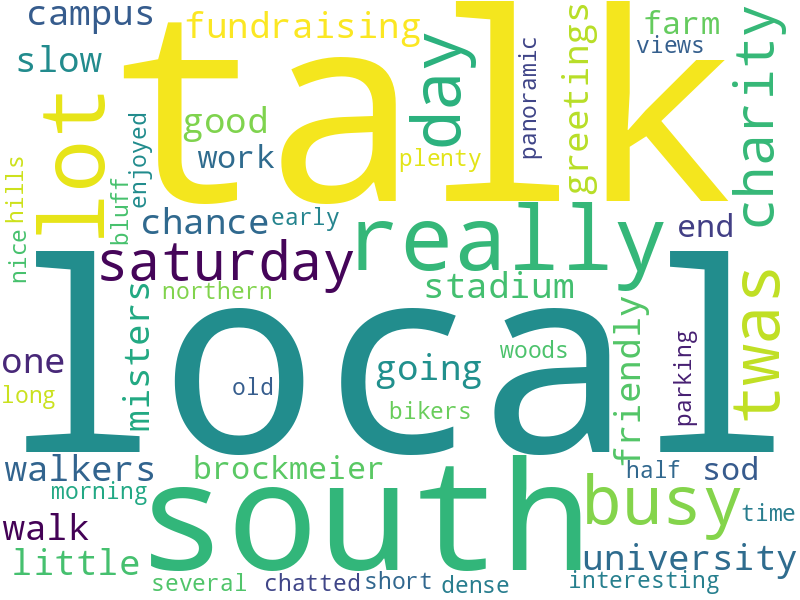 campus
fundraising
farm
views
slow
talk
day
panoramic
greetings
charity
lot
good
enjoyed
work
plenty
hills
bluff
nice
chance
early
really
end
saturday
northern
stadium
misters
friendly
twas
local
one
long
old
going
woods
bikers
parking
walkers
brockmeier
half
sod
morning
south
busy
time
walk
little
university
several
chatted
short
dense
interesting